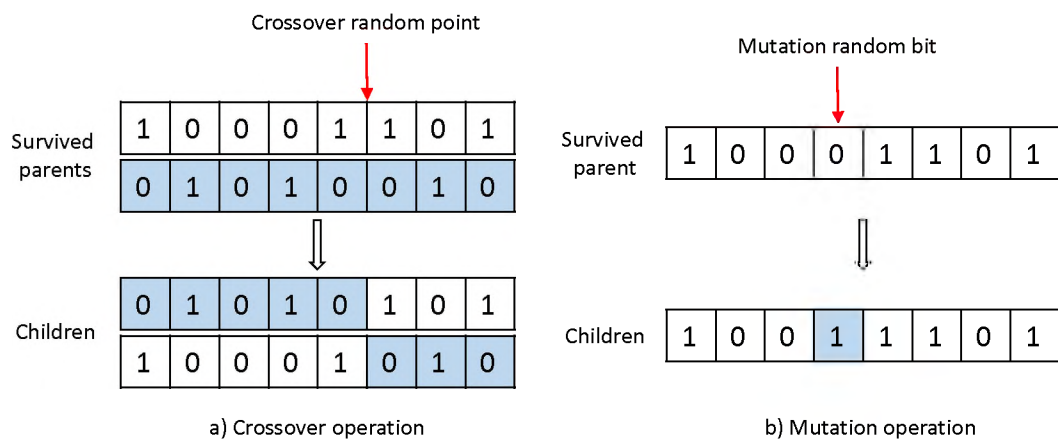 Crossover random point
Survived parents
1 0 0 0 1 1 0 1
0 1 0 1 0 0 1 0
Children
0 1 0 1 0 1 0 1
1 0 0 0 1 0 1 0
a) Crossover operation
Mutation random bit
Survived parent
1 0 0 0 1 1 0 1
Children
1 0 0 1 1 1 0 1
b) Mutation operation